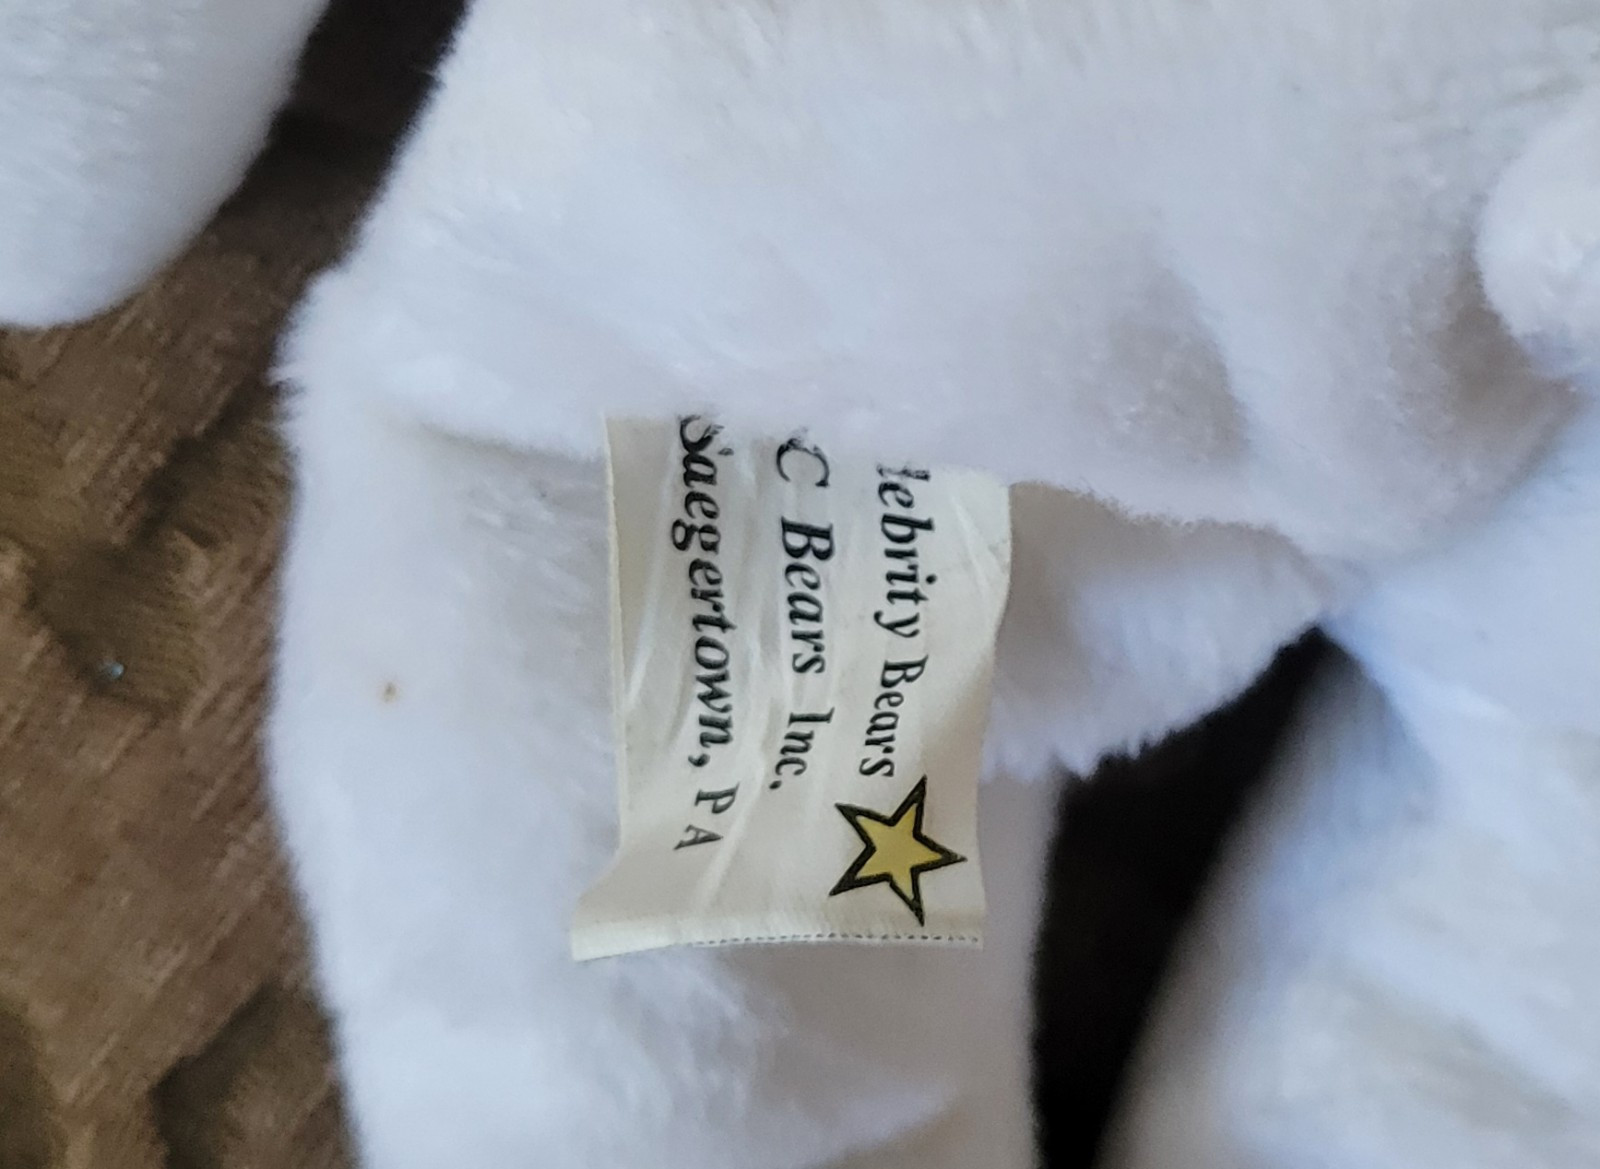 lebrity Bears
C Bears Inc.
Saegertown, PA